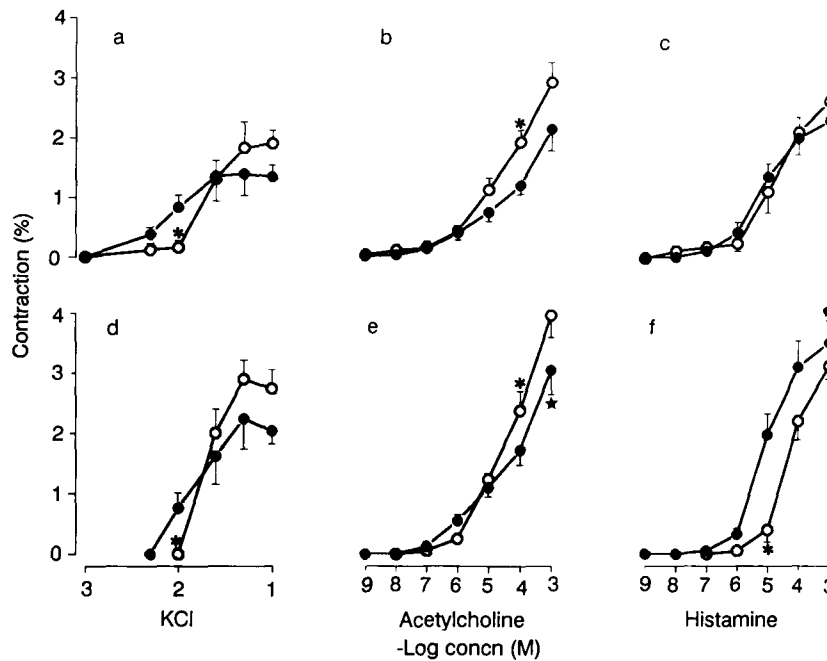 4
a
b
c
3
2
1
0
Contraction (%)
4
d
e
f
3
2
1
0
3 2 1
9 8 7 6 5 4 3
9 8 7 6 5 4 3
KCl
Acetylcholine
Histamine
-Log concn (M)